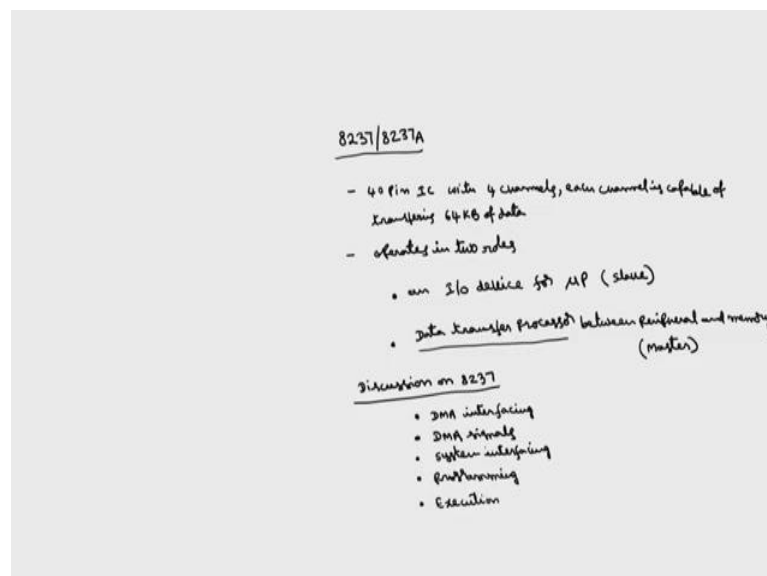 8237/8237A
- 40 Pin IC with 4 channels, each channel is capable of
transfering 64KB of data
- operates in two roles
• an I/O device for μP (slave)
• Data transfer Processor between Peripheral and memory
(Master)
Discussion on 8237
• DMA interfacing
• DMA signals
• System interfacing
• Programming
• Execution